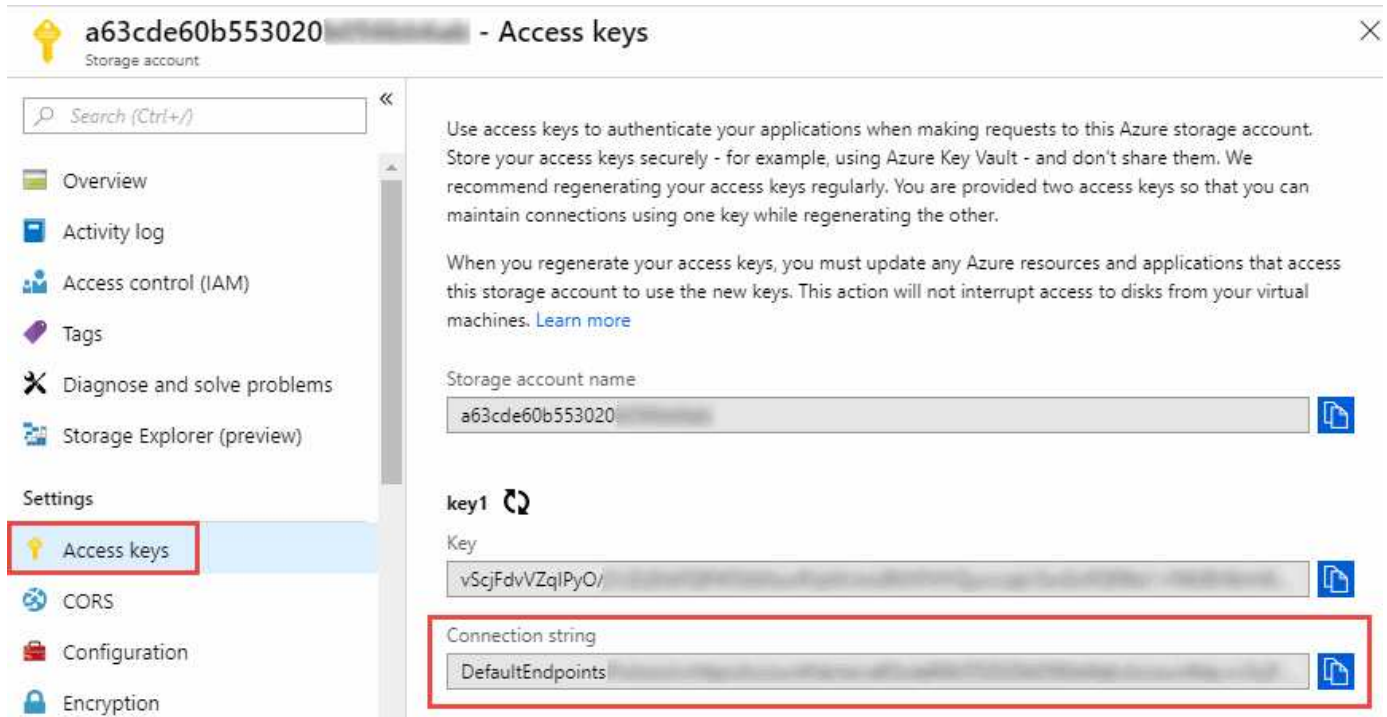 a63cde60b553020 - Access keys
Storage account
Search (Ctrl+/)
Overview
Activity log
Access control (IAM)
Tags
Diagnose and solve problems
Storage Explorer (preview)
Settings
Access keys
CORS
Configuration
Encryption
Use access keys to authenticate your applications when making requests to this Azure storage account.
Store your access keys securely - for example, using Azure Key Vault - and don't share them. We
recommend regenerating your access keys regularly. You are provided two access keys so that you can
maintain connections using one key while regenerating the other.
When you regenerate your access keys, you must update any Azure resources and applications that access
this storage account to use the new keys. This action will not interrupt access to disks from your virtual
machines. Learn more
Storage account name
a63cde60b553020
key1
Key
vScjFdvVZqIPyO/
Connection string
DefaultEndpoints